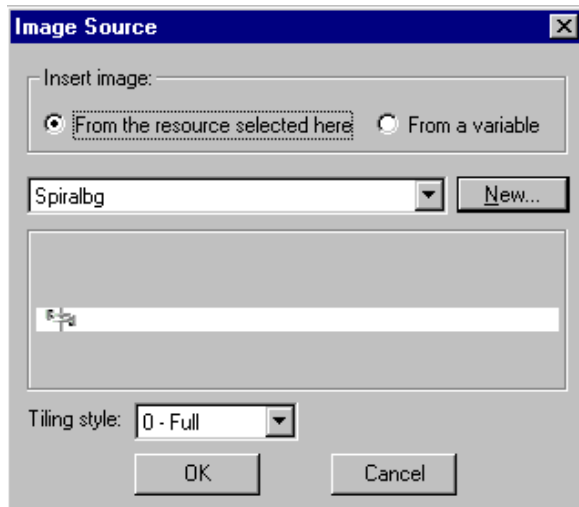 Image Source
Insert image:
From the resource selected here From a variable
Spiralbg New...
Tiling style: 0 - Full
OK Cancel